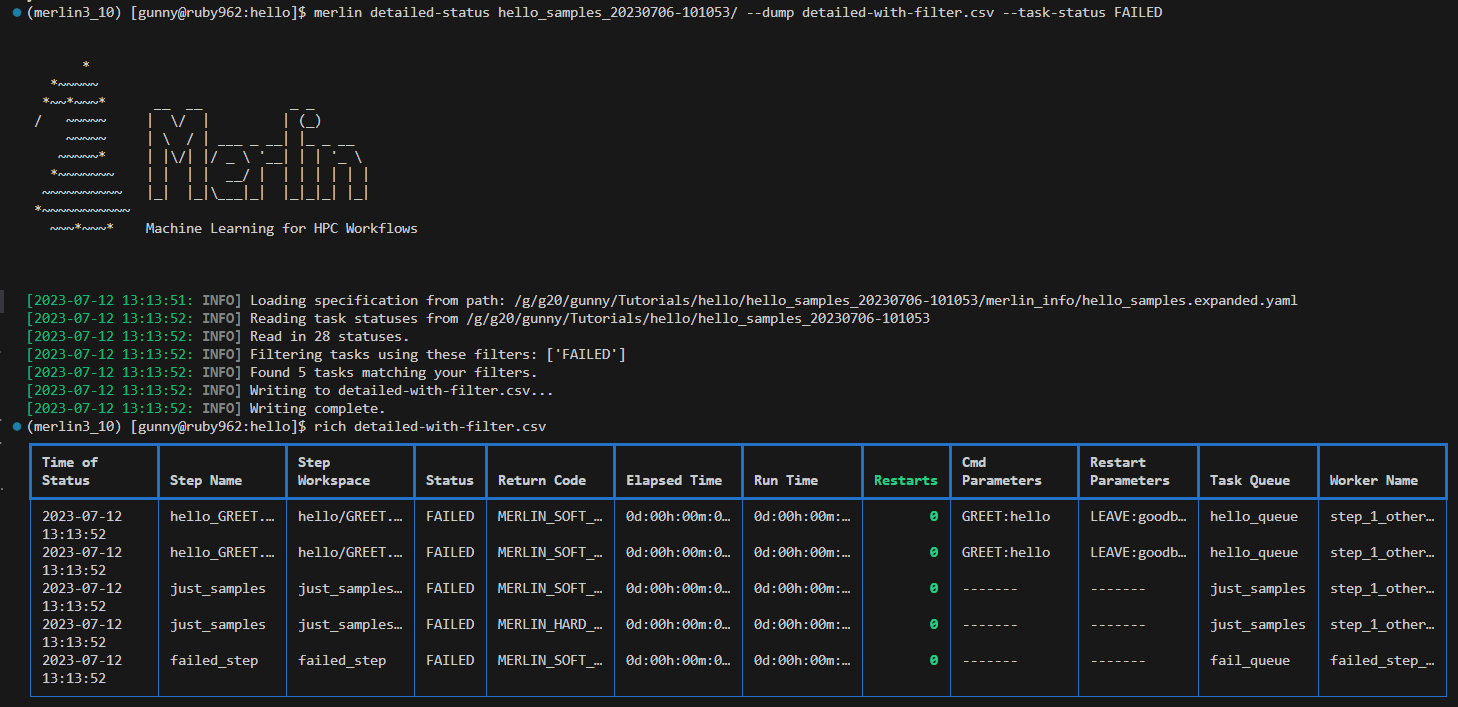 (merlin3_10) [gunny@ruby962:hello]$ merlin detailed-status hello_samples_20230706-101053/ --dump detailed-with-filter.csv --task-status FAILED
       *
   *~~~~~
  *~~*~~~*      __  __           _ _
 /   ~~~~~     |  \/  |         | (_)
     ~~~~~     | \  / | ___ _ __| |_ _ __
    ~~~~~*     | |\/| |/ _ \ '__| | | '_ \
   *~~~~~~~    | |  | |  __/ |  | | | | | |
  ~~~~~~~~~~   |_|  |_|\___|_|  |_|_|_| |_|
 *~~~~~~~~~~~
   ~~~*~~~*    Machine Learning for HPC Workflows
[2023-07-12 13:13:51: INFO] Loading specification from path: /g/g20/gunny/Tutorials/hello/hello_samples_20230706-101053/merlin_info/hello_samples.expanded.yaml
[2023-07-12 13:13:52: INFO] Reading task statuses from /g/g20/gunny/Tutorials/hello/hello_samples_20230706-101053
[2023-07-12 13:13:52: INFO] Read in 28 statuses.
[2023-07-12 13:13:52: INFO] Filtering tasks using these filters: ['FAILED']
[2023-07-12 13:13:52: INFO] Found 5 tasks matching your filters.
[2023-07-12 13:13:52: INFO] Writing to detailed-with-filter.csv...
[2023-07-12 13:13:52: INFO] Writing complete.
(merlin3_10) [gunny@ruby962:hello]$ rich detailed-with-filter.csv
Time of Step Cmd Restart
Status Step Name Workspace Status Return Code Elapsed Time Run Time Restarts Parameters Parameters Task Queue Worker Name
2023-07-12 hello_GREET.… hello/GREET.… FAILED MERLIN_SOFT_… 0d:00h:00m:0… 0d:00h:00m:… 0 GREET:hello LEAVE:goodb… hello_queue step_1_other…
13:13:52
2023-07-12 hello_GREET.… hello/GREET.… FAILED MERLIN_SOFT_… 0d:00h:00m:0… 0d:00h:00m:… 0 GREET:hello LEAVE:goodb… hello_queue step_1_other…
13:13:52
2023-07-12 just_samples just_samples… FAILED MERLIN_SOFT_… 0d:00h:00m:0… 0d:00h:00m:… 0 ------- ------- just_samples step_1_other…
13:13:52
2023-07-12 just_samples just_samples… FAILED MERLIN_HARD_… 0d:00h:00m:0… 0d:00h:00m:… 0 ------- ------- just_samples step_1_other…
13:13:52
2023-07-12 failed_step failed_step FAILED MERLIN_SOFT_… 0d:00h:00m:0… 0d:00h:00m:… 0 ------- ------- fail_queue failed_step_…
13:13:52